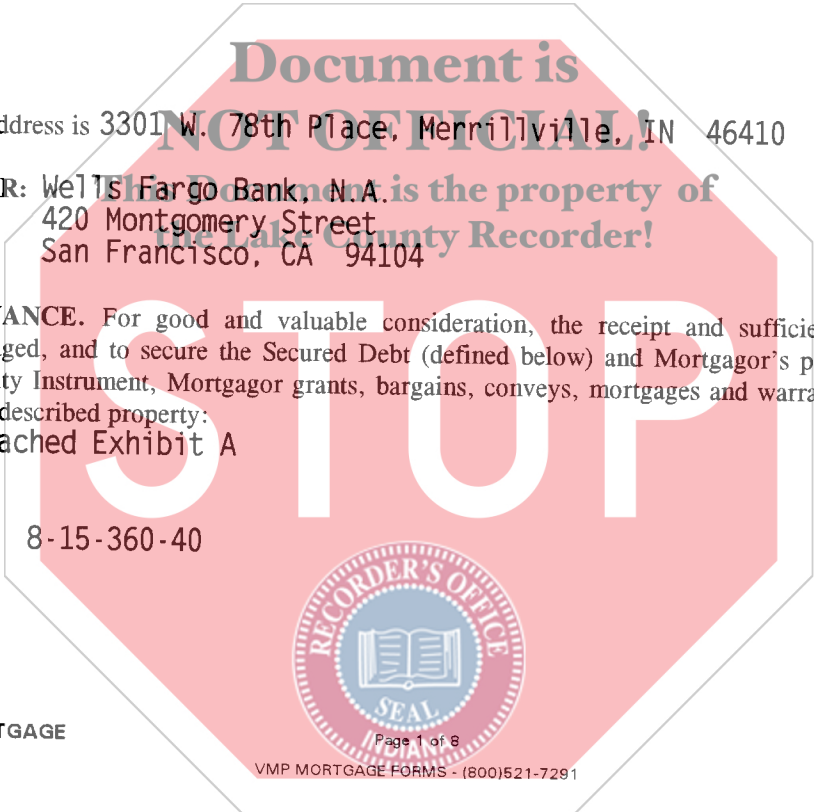 Document is
NOT OFFICIAL!
ddress is 3301 W. 78th Place, Merrillville, IN 46410
This Document is the property of
R: Wells Fargo Bank, N.A.
420 Montgomery Street
the Lake County Recorder!
San Francisco, CA 94104
ANCE. For good and valuable consideration, the receipt and sufficie
ged, and to secure the Secured Debt (defined below) and Mortgagor's p
ty Instrument, Mortgagor grants, bargains, conveys, mortgages and warra
described property:
ached Exhibit A
STOP
8-15-360-40
RECORDER'S OFFICE
SEAL
INDIANA
TGAGE
Page 1 of 8
VMP MORTGAGE FORMS - (800)521-7291